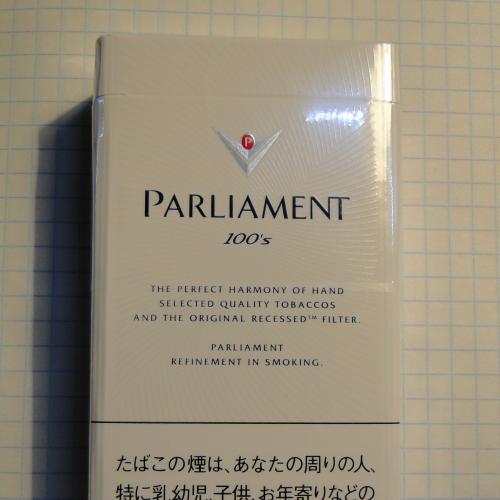 P
PARLIAMENT
100's
THE PERFECT HARMONY OF HAND
SELECTED QUALITY TOBACCOS
AND THE ORIGINAL RECESSED™ FILTER.
PARLIAMENT
REFINEMENT IN SMOKING.
たばこの煙は、あなたの周りの人、
特に乳幼児、子供、お年寄りなどの